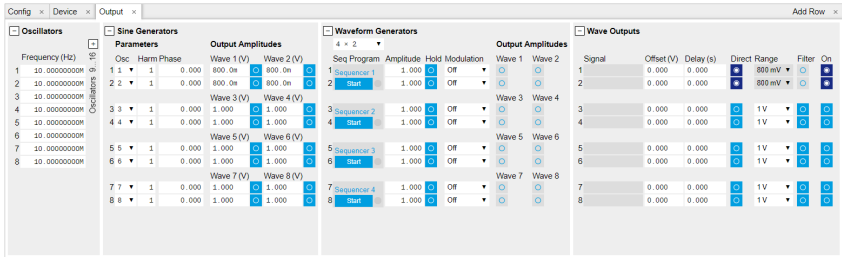 Config × Device × Output × Add Row ×
Oscillators
Frequency (Hz)
1 10.00000000M
2 10.00000000M
3 10.00000000M
4 10.00000000M
5 10.00000000M
6 10.00000000M
7 10.00000000M
8 10.00000000M
Oscillators 9...16
Sine Generators
Parameters Output Amplitudes
Osc Harm Phase Wave 1 (V) Wave 2 (V)
1 1 1 0.000 800.0m 800.0m
2 2 1 0.000 800.0m 800.0m
Wave 3 (V) Wave 4 (V)
3 3 1 0.000 1.000 1.000
4 4 1 0.000 1.000 1.000
Wave 5 (V) Wave 6 (V)
5 5 1 0.000 1.000 1.000
6 6 1 0.000 1.000 1.000
Wave 7 (V) Wave 8 (V)
7 7 1 0.000 1.000 1.000
8 8 1 0.000 1.000 1.000
Waveform Generators
4 × 2 Output Amplitudes
Seq Program Amplitude Hold Modulation Wave 1 Wave 2
1 Sequencer 1 1.000 Off
2 Start 1.000 Off
Wave 3 Wave 4
3 Sequencer 2 1.000 Off
4 Start 1.000 Off
Wave 5 Wave 6
5 Sequencer 3 1.000 Off
6 Start 1.000 Off
Wave 7 Wave 8
7 Sequencer 4 1.000 Off
8 Start 1.000 Off
Wave Outputs
Signal Offset (V) Delay (s) Direct Range Filter On
1 0.000 0.000 800 mV
2 0.000 0.000 800 mV
3 0.000 0.000 1 V
4 0.000 0.000 1 V
5 0.000 0.000 1 V
6 0.000 0.000 1 V
7 0.000 0.000 1 V
8 0.000 0.000 1 V